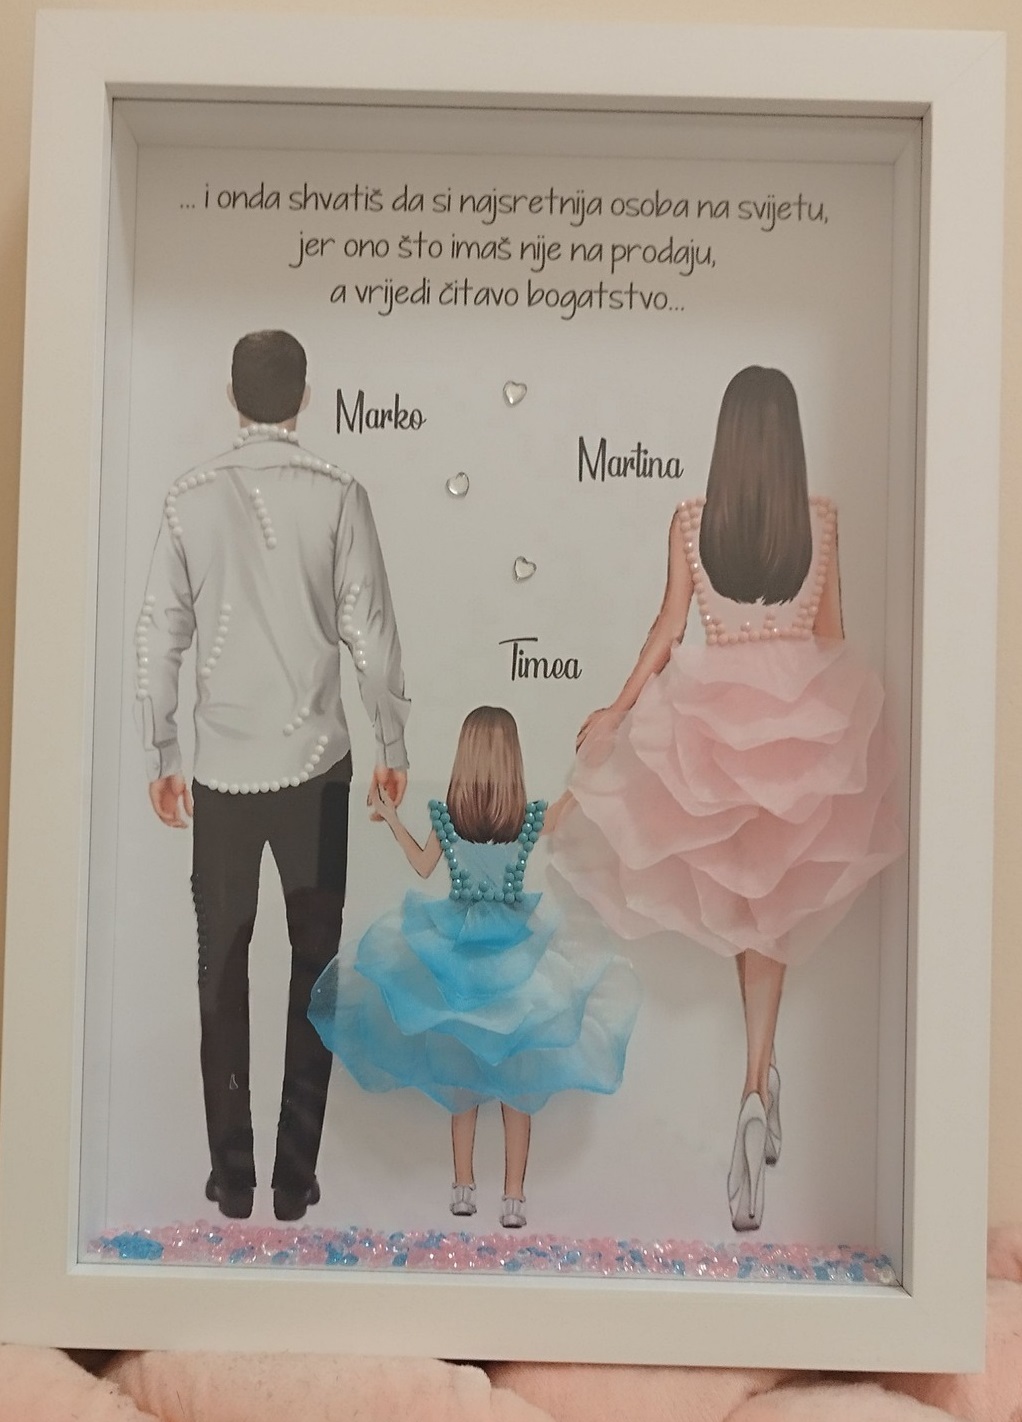 ... i onda shvatiš da si najsretnija osoba na svijetu,
jer ono što imaš nije na prodaju,
a vrijedi čitavo bogatstvo...
Marko
Martina
Timea